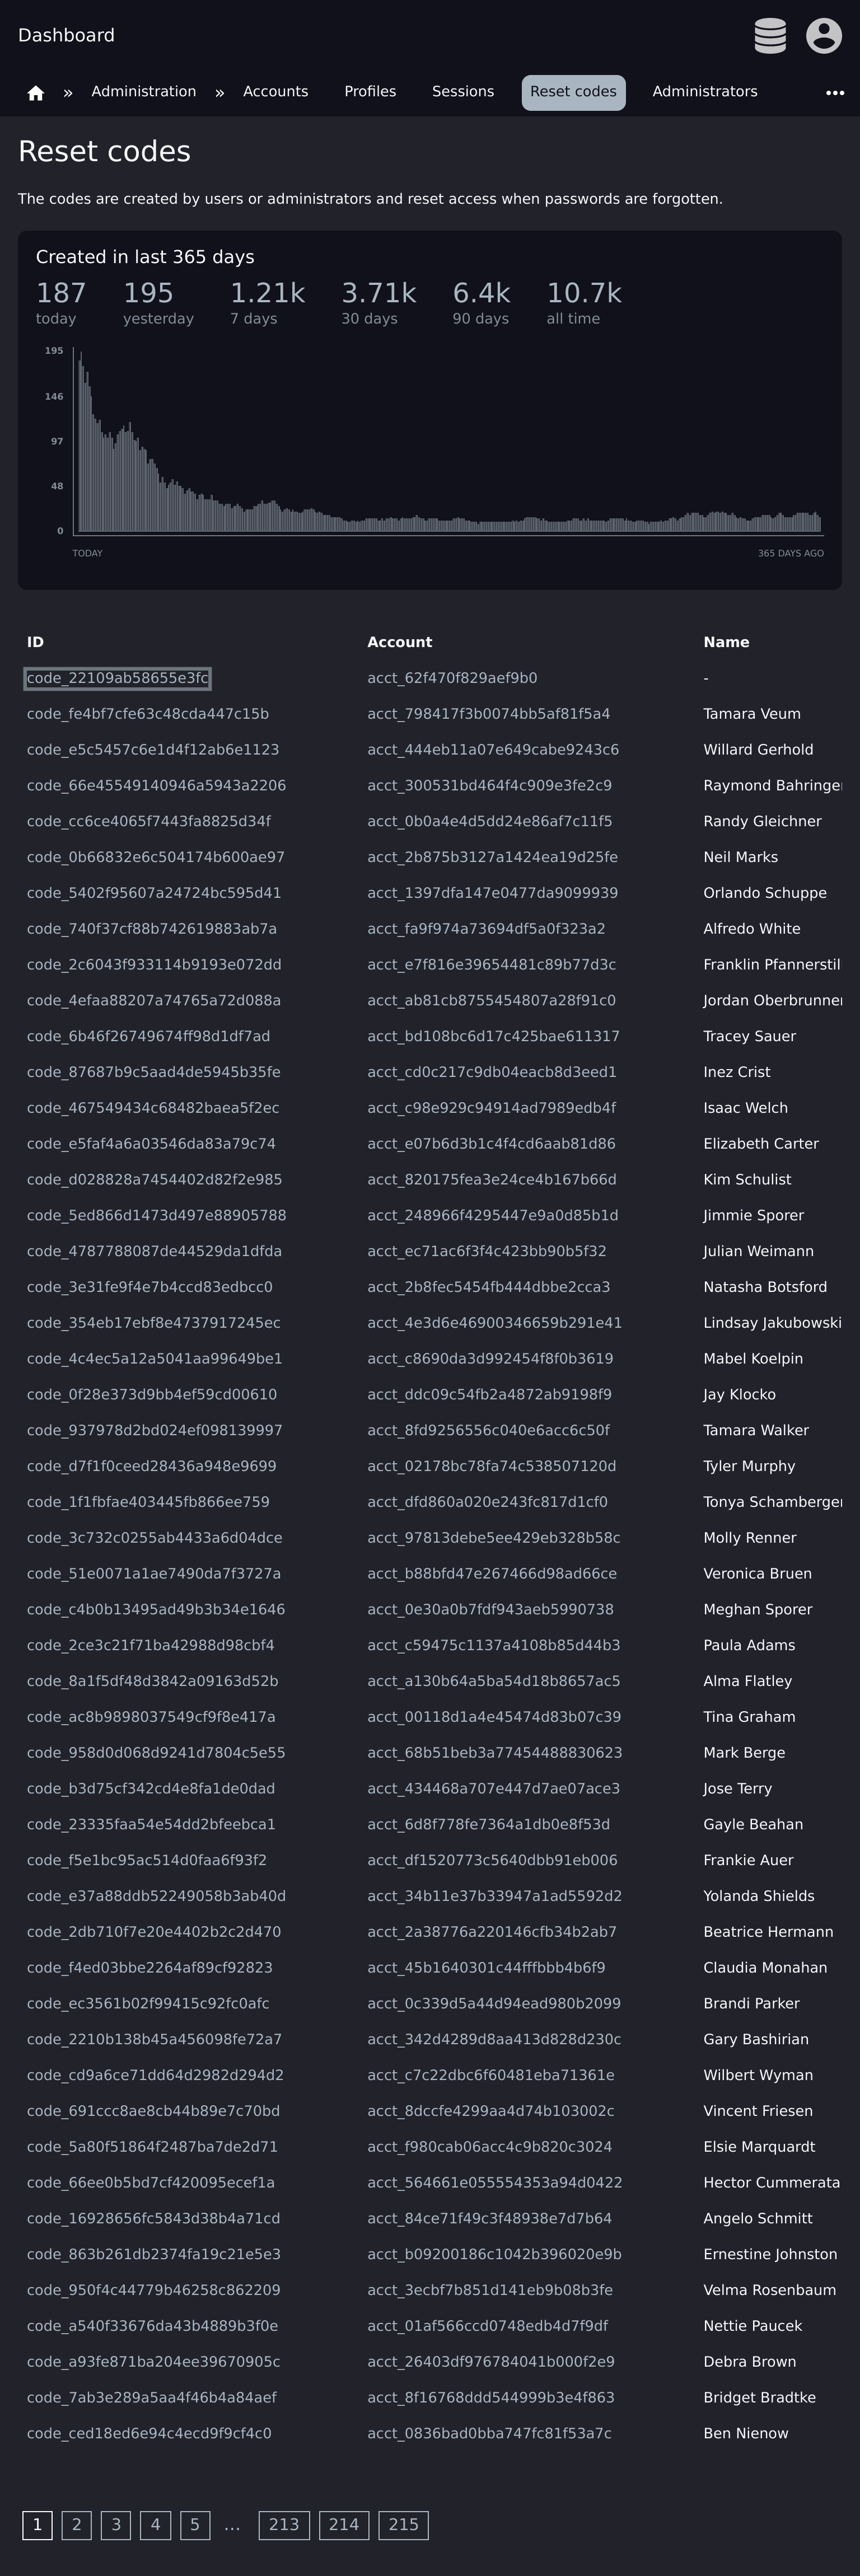 Dashboard
» Administration » Accounts Profiles Sessions Reset codes Administrators
Reset codes
The codes are created by users or administrators and reset access when passwords are forgotten.
Created in last 365 days
187 195 1.21k 3.71k 6.4k 10.7k
today yesterday 7 days 30 days 90 days all time
195
146
97
48
0
TODAY 365 DAYS AGO
ID Account Name
code_22109ab58655e3fc acct_62f470f829aef9b0 -
code_fe4bf7cfe63c48cda447c15b acct_798417f3b0074bb5af81f5a4 Tamara Veum
code_e5c5457c6e1d4f12ab6e1123 acct_444eb11a07e649cabe9243c6 Willard Gerhold
code_66e45549140946a5943a2206 acct_300531bd464f4c909e3fe2c9 Raymond Bahringer
code_cc6ce4065f7443fa8825d34f acct_0b0a4e4d5dd24e86af7c11f5 Randy Gleichner
code_0b66832e6c504174b600ae97 acct_2b875b3127a1424ea19d25fe Neil Marks
code_5402f95607a24724bc595d41 acct_1397dfa147e0477da9099939 Orlando Schuppe
code_740f37cf88b742619883ab7a acct_fa9f974a73694df5a0f323a2 Alfredo White
code_2c6043f933114b9193e072dd acct_e7f816e39654481c89b77d3c Franklin Pfannerstil
code_4efaa88207a74765a72d088a acct_ab81cb8755454807a28f91c0 Jordan Oberbrunner
code_6b46f26749674ff98d1df7ad acct_bd108bc6d17c425bae611317 Tracey Sauer
code_87687b9c5aad4de5945b35fe acct_cd0c217c9db04eacb8d3eed1 Inez Crist
code_467549434c68482baea5f2ec acct_c98e929c94914ad7989edb4f Isaac Welch
code_e5faf4a6a03546da83a79c74 acct_e07b6d3b1c4f4cd6aab81d86 Elizabeth Carter
code_d028828a7454402d82f2e985 acct_820175fea3e24ce4b167b66d Kim Schulist
code_5ed866d1473d497e88905788 acct_248966f4295447e9a0d85b1d Jimmie Sporer
code_4787788087de44529da1dfda acct_ec71ac6f3f4c423bb90b5f32 Julian Weimann
code_3e31fe9f4e7b4ccd83edbcc0 acct_2b8fec5454fb444dbbe2cca3 Natasha Botsford
code_354eb17ebf8e4737917245ec acct_4e3d6e46900346659b291e41 Lindsay Jakubowski
code_4c4ec5a12a5041aa99649be1 acct_c8690da3d992454f8f0b3619 Mabel Koelpin
code_0f28e373d9bb4ef59cd00610 acct_ddc09c54fb2a4872ab9198f9 Jay Klocko
code_937978d2bd024ef098139997 acct_8fd9256556c040e6acc6c50f Tamara Walker
code_d7f1f0ceed28436a948e9699 acct_02178bc78fa74c538507120d Tyler Murphy
code_1f1fbfae403445fb866ee759 acct_dfd860a020e243fc817d1cf0 Tonya Schamberger
code_3c732c0255ab4433a6d04dce acct_97813debe5ee429eb328b58c Molly Renner
code_51e0071a1ae7490da7f3727a acct_b88bfd47e267466d98ad66ce Veronica Bruen
code_c4b0b13495ad49b3b34e1646 acct_0e30a0b7fdf943aeb5990738 Meghan Sporer
code_2ce3c21f71ba42988d98cbf4 acct_c59475c1137a4108b85d44b3 Paula Adams
code_8a1f5df48d3842a09163d52b acct_a130b64a5ba54d18b8657ac5 Alma Flatley
code_ac8b9898037549cf9f8e417a acct_00118d1a4e45474d83b07c39 Tina Graham
code_958d0d068d9241d7804c5e55 acct_68b51beb3a77454488830623 Mark Berge
code_b3d75cf342cd4e8fa1de0dad acct_434468a707e447d7ae07ace3 Jose Terry
code_23335faa54e54dd2bfeebca1 acct_6d8f778fe7364a1db0e8f53d Gayle Beahan
code_f5e1bc95ac514d0faa6f93f2 acct_df1520773c5640dbb91eb006 Frankie Auer
code_e37a88ddb52249058b3ab40d acct_34b11e37b33947a1ad5592d2 Yolanda Shields
code_2db710f7e20e4402b2c2d470 acct_2a38776a220146cfb34b2ab7 Beatrice Hermann
code_f4ed03bbe2264af89cf92823 acct_45b1640301c44fffbbb4b6f9 Claudia Monahan
code_ec3561b02f99415c92fc0afc acct_0c339d5a44d94ead980b2099 Brandi Parker
code_2210b138b45a456098fe72a7 acct_342d4289d8aa413d828d230c Gary Bashirian
code_cd9a6ce71dd64d2982d294d2 acct_c7c22dbc6f60481eba71361e Wilbert Wyman
code_691ccc8ae8cb44b89e7c70bd acct_8dccfe4299aa4d74b103002c Vincent Friesen
code_5a80f51864f2487ba7de2d71 acct_f980cab06acc4c9b820c3024 Elsie Marquardt
code_66ee0b5bd7cf420095ecef1a acct_564661e055554353a94d0422 Hector Cummerata
code_16928656fc5843d38b4a71cd acct_84ce71f49c3f48938e7d7b64 Angelo Schmitt
code_863b261db2374fa19c21e5e3 acct_b09200186c1042b396020e9b Ernestine Johnston
code_950f4c44779b46258c862209 acct_3ecbf7b851d141eb9b08b3fe Velma Rosenbaum
code_a540f33676da43b4889b3f0e acct_01af566ccd0748edb4d7f9df Nettie Paucek
code_a93fe871ba204ee39670905c acct_26403df976784041b000f2e9 Debra Brown
code_7ab3e289a5aa4f46b4a84aef acct_8f16768ddd544999b3e4f863 Bridget Bradtke
code_ced18ed6e94c4ecd9f9cf4c0 acct_0836bad0bba747fc81f53a7c Ben Nienow
1 2 3 4 5 ... 213 214 215